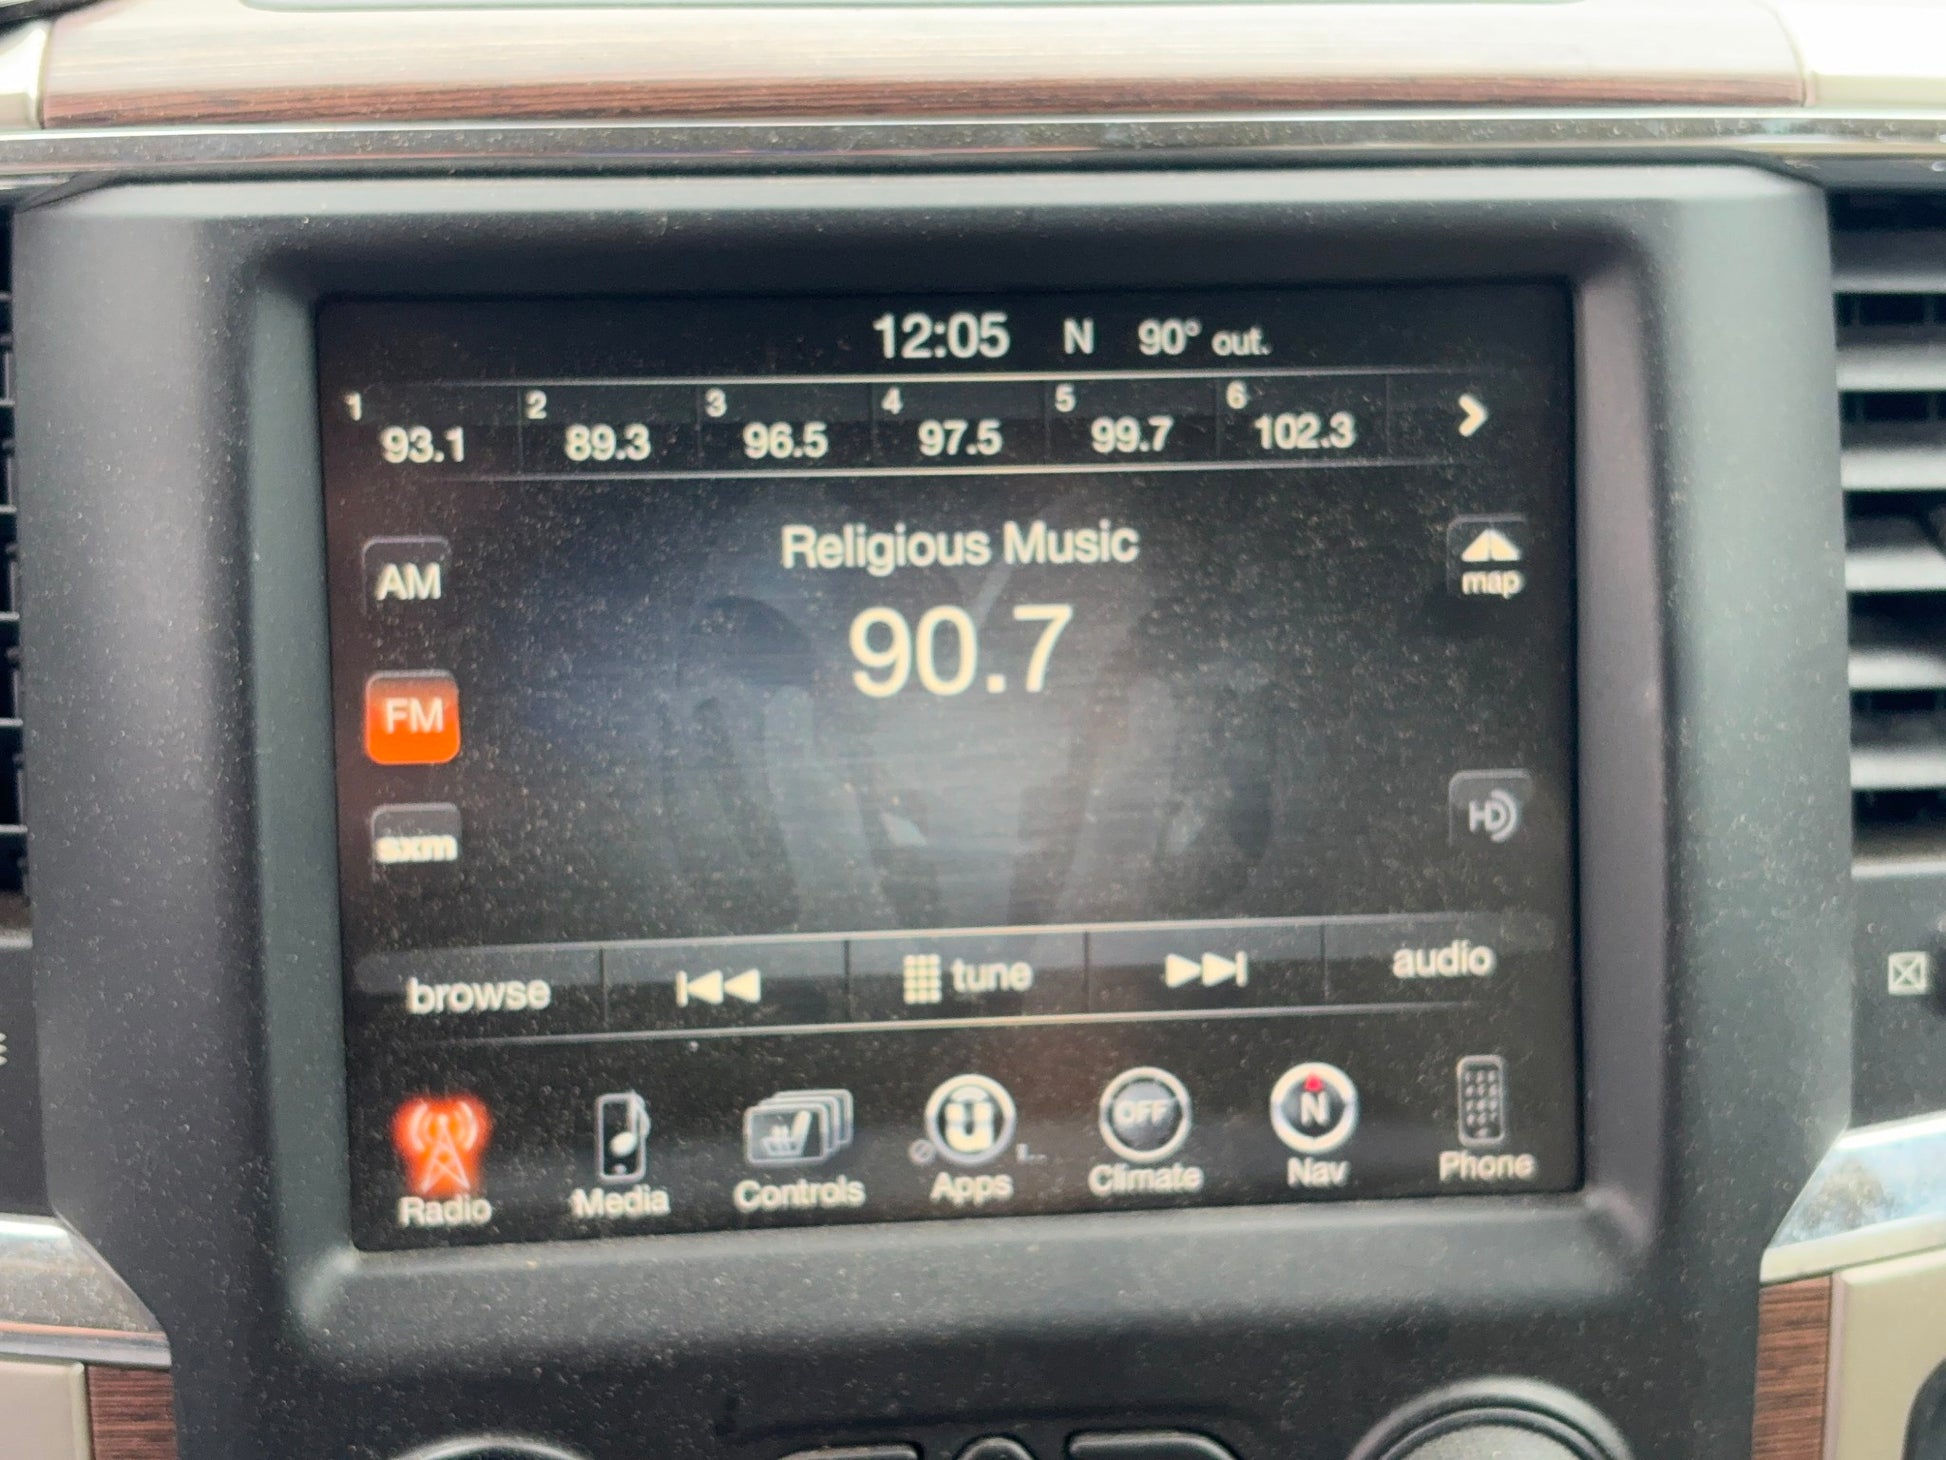 12:05 N 90° out.
1 93.1 2 89.3 3 96.5 4 97.5 5 99.7 6 102.3
Religious Music
map
AM
90.7
FM
HD
sxm
browse tune audio
OFF N
Radio Media Controls Apps Climate Nav Phone